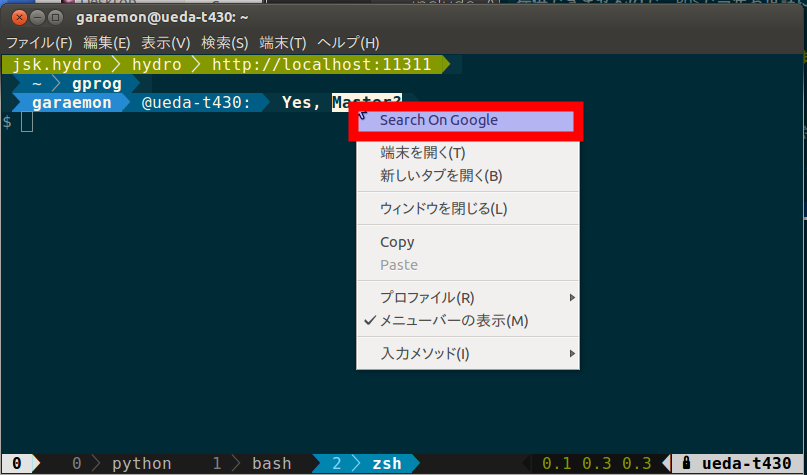 garaemon@ueda-t430: ~
ファイル(F) 編集(E) 表示(V) 検索(S) 端末(T) ヘルプ(H)
jsk.hydro hydro http://localhost:11311
~ gprog
garaemon @ueda-t430: Yes, Master?
$
Search On Google
端末を開く(T)
新しいタブを開く(B)
ウィンドウを閉じる(L)
Copy
Paste
プロファイル(R)
メニューバーの表示(M)
入力メソッド(I)
0 0 python 1 bash 2 zsh 0.1 0.3 0.3 ueda-t430